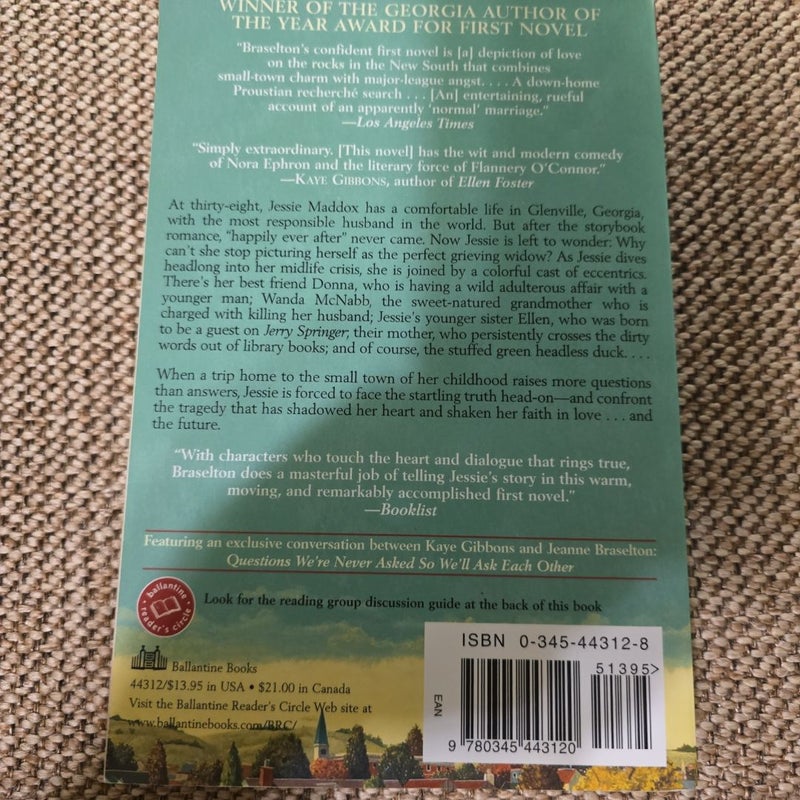 WINNER OF THE GEORGIA AUTHOR OF
THE YEAR AWARD FOR FIRST NOVEL
"Braselton's confident first novel is [a] depiction of love
on the rocks in the New South that combines
small-town charm with major-league angst. . . . A down-home
Proustian recherché search . . . [An] entertaining, rueful
account of an apparently 'normal' marriage."
—Los Angeles Times
"Simply extraordinary. [This novel] has the wit and modern comedy
of Nora Ephron and the literary force of Flannery O'Connor."
—KAYE GIBBONS, author of Ellen Foster
At thirty-eight, Jessie Maddox has a comfortable life in Glenville, Georgia,
with the most responsible husband in the world. But after the storybook
romance, "happily ever after" never came. Now Jessie is left to wonder: Why
can't she stop picturing herself as the perfect grieving widow? As Jessie dives
headlong into her midlife crisis, she is joined by a colorful cast of eccentrics.
There's her best friend Donna, who is having a wild adulterous affair with a
younger man; Wanda McNabb, the sweet-natured grandmother who is
charged with killing her husband; Jessie's younger sister Ellen, who was born
to be a guest on Jerry Springer; their mother, who persistently crosses the dirty
words out of library books; and of course, the stuffed green headless duck. . . .
When a trip home to the small town of her childhood raises more questions
than answers, Jessie is forced to face the startling truth head-on—and confront
the tragedy that has shadowed her heart and shaken her faith in love . . . and
the future.
"With characters who touch the heart and dialogue that rings true,
Braselton does a masterful job of telling Jessie's story in this warm,
moving, and remarkably accomplished first novel."
—Booklist
Featuring an exclusive conversation between Kaye Gibbons and Jeanne Braselton:
Questions We're Never Asked So We'll Ask Each Other
ballantine
reader's circle
Look for the reading group discussion guide at the back of this book
Ballantine Books
44312/$13.95 in USA • $21.00 in Canada
Visit the Ballantine Reader's Circle Web site at
www.ballantinebooks.com/BRC/
ISBN 0-345-44312-8
51395>
EAN
9 780345 443120